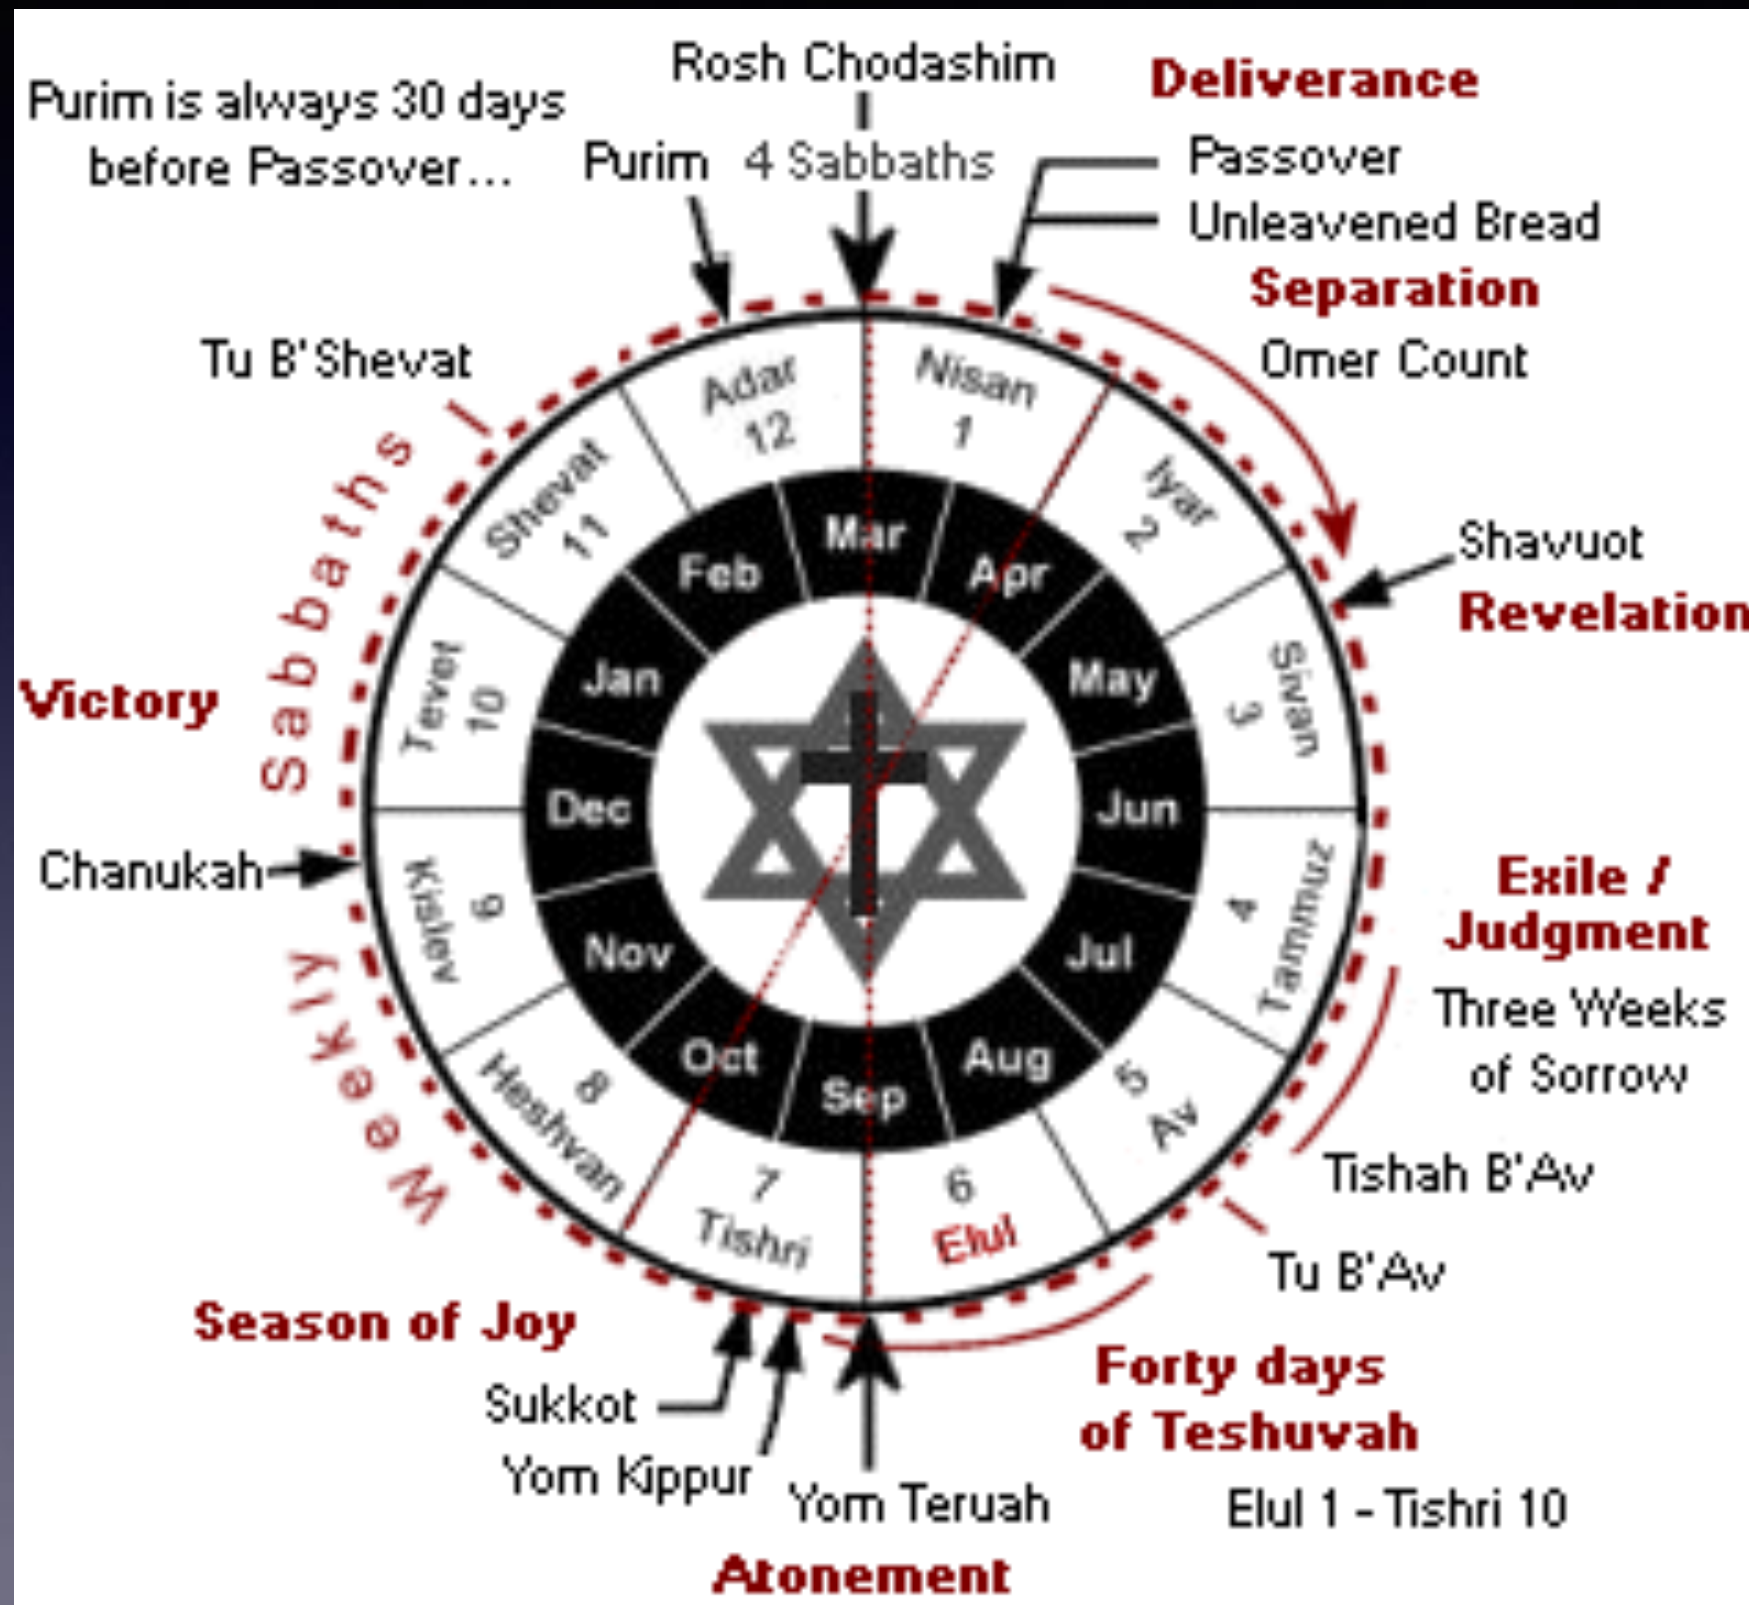 Rosh Chodashim
Deliverance
Purim is always 30 days
before Passover...
Purim
4 Sabbaths
Passover
Unleavened Bread
Separation
Omer Count
Tu B'Shevat
Shavuot
Revelation
Weekly Sabbaths
Victory
Chanukah
Exile /
Judgment
Three Weeks
of Sorrow
Tishah B'Av
Tu B'Av
Season of Joy
Sukkot
Yom Kippur
Yom Teruah
Atonement
Forty days
of Teshuvah
Elul 1 - Tishri 10
Nisan
1
Iyar
2
Sivan
3
Tammuz
4
5
Av
6
Elul
7
Tishri
8
Heshvan
Kislev
9
Tevet
10
Shevat
11
Adar
12
Mar
Apr
May
Jun
Jul
Aug
Sep
Oct
Nov
Dec
Jan
Feb